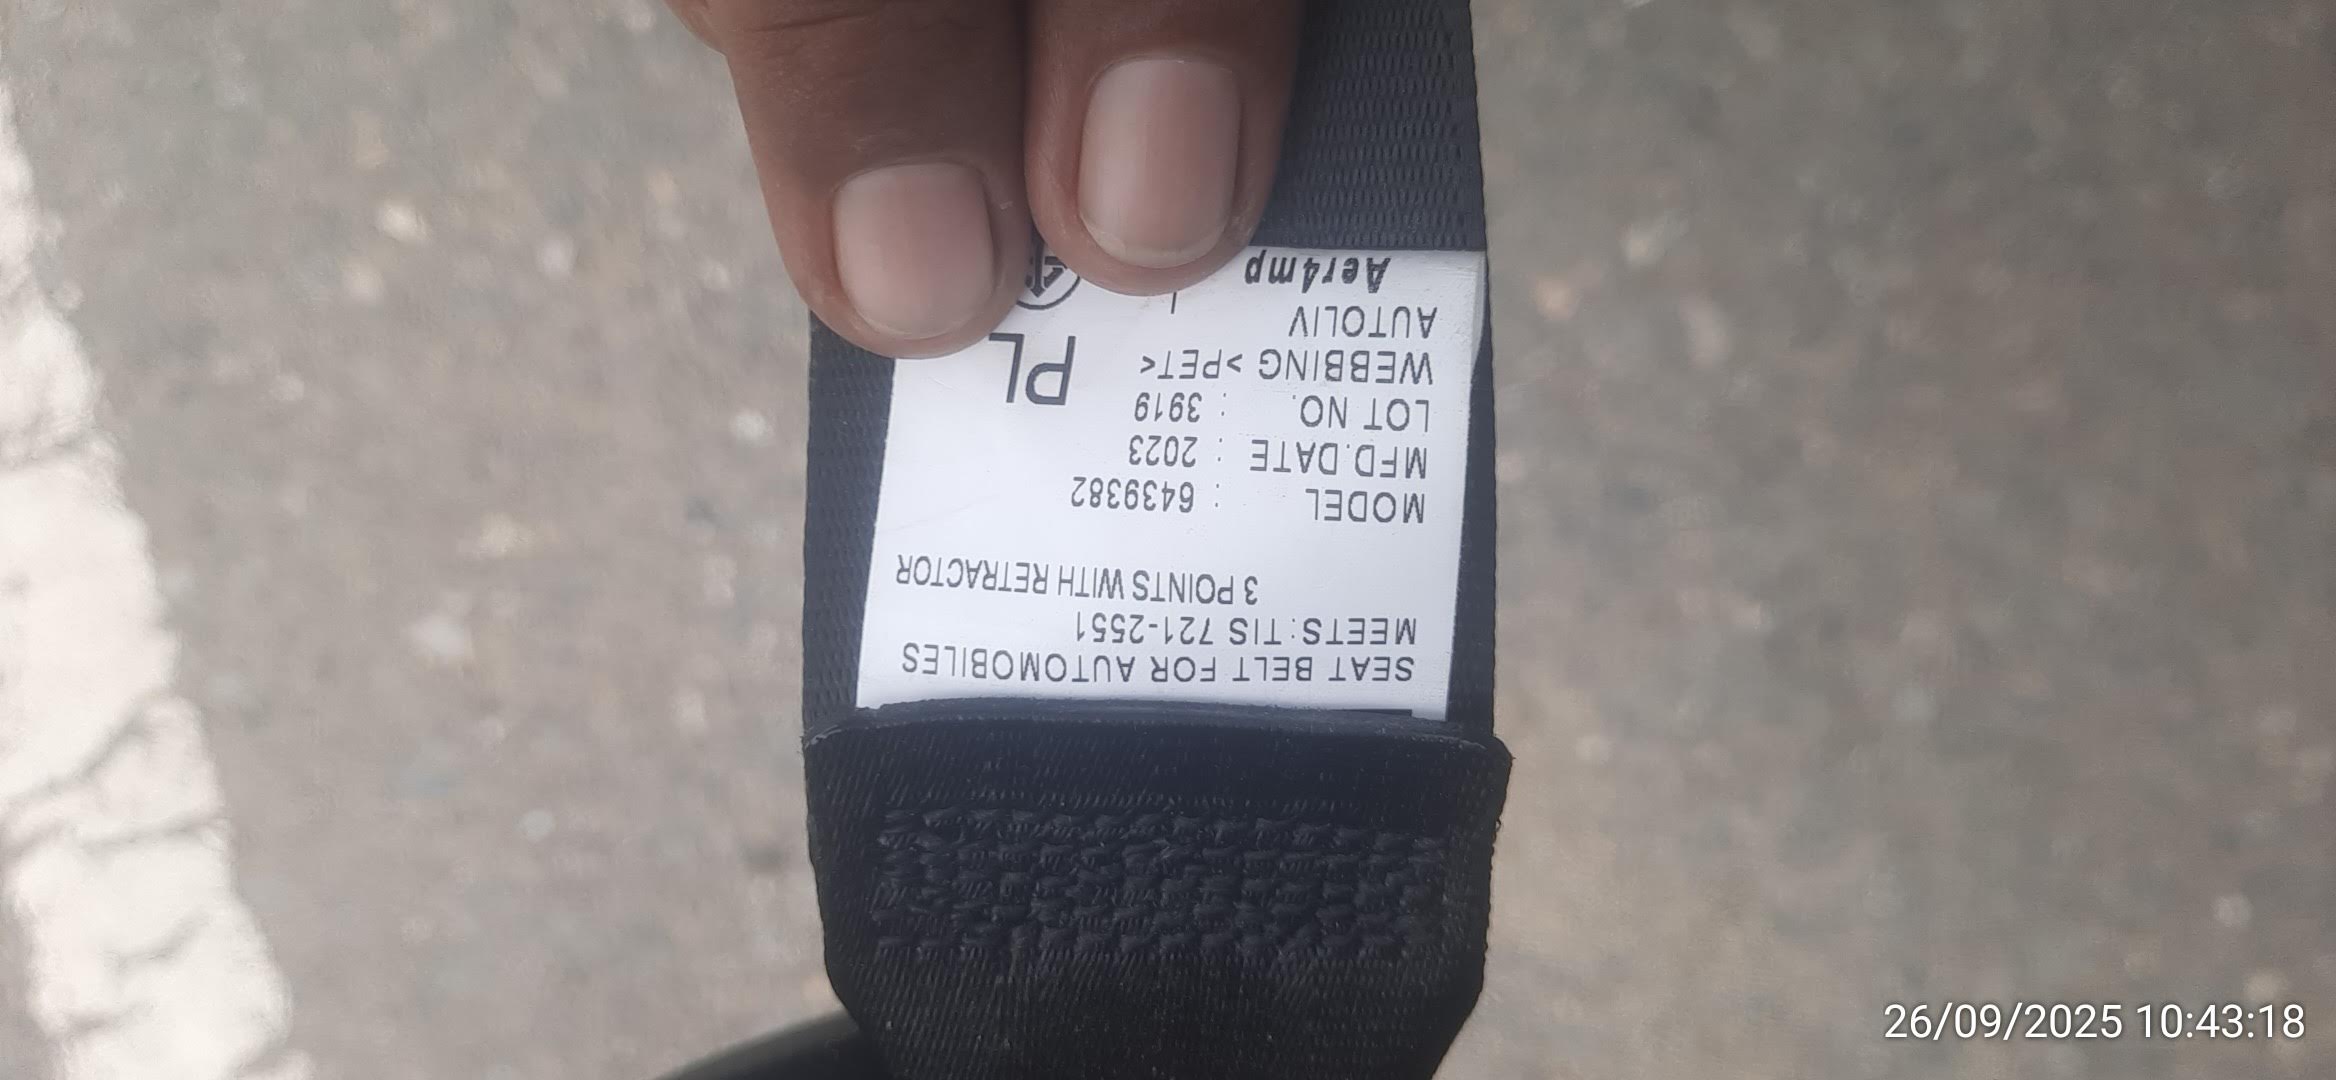 SEAT BELT FOR AUTOMOBILES
MEETS:TIS 721-2551
3 POINTS WITH RETRACTOR
MODEL : 6439382
MFD.DATE : 2023
LOT NO. : 3919
WEBBING >PET<
AUTOLIV
Aer4mp
PL
26/09/2025 10:43:18